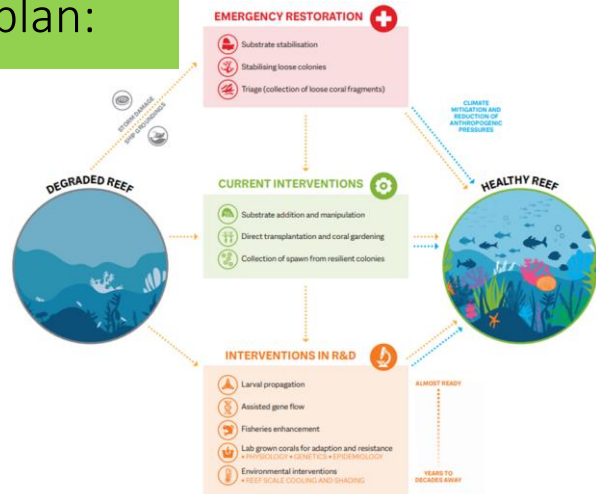 plan:
EMERGENCY RESTORATION
Substrate stabilisation
Stabilising loose colonies
Triage (collection of loose coral fragments)
STORM DAMAGE
SHIP GROUNDINGS
CLIMATE
MITIGATION AND
REDUCTION OF
ANTHROPOGENIC
PRESSURES
DEGRADED REEF
CURRENT INTERVENTIONS
Substrate addition and manipulation
Direct transplantation and coral gardening
Collection of spawn from resilient colonies
HEALTHY REEF
INTERVENTIONS IN R&D
Larval propagation
Assisted gene flow
Fisheries enhancement
Lab grown corals for adaption and resistance
• PHYSIOLOGY • GENETICS • EPIDEMIOLOGY
Environmental interventions
• REEF SCALE COOLING AND SHADING
ALMOST READY
YEARS TO
DECADES AWAY